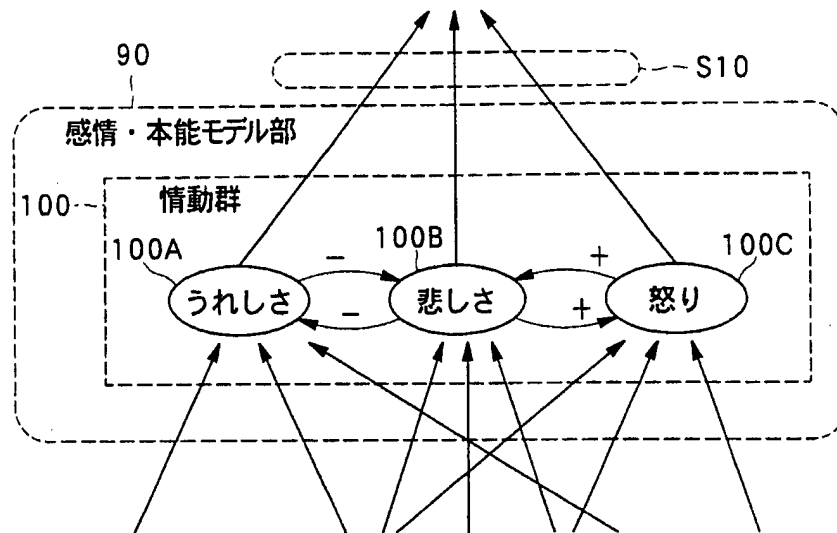 90
S10
感情・本能モデル部
100
情動群
100A
100B
100C
− +
うれしさ
悲しさ
怒り
− +